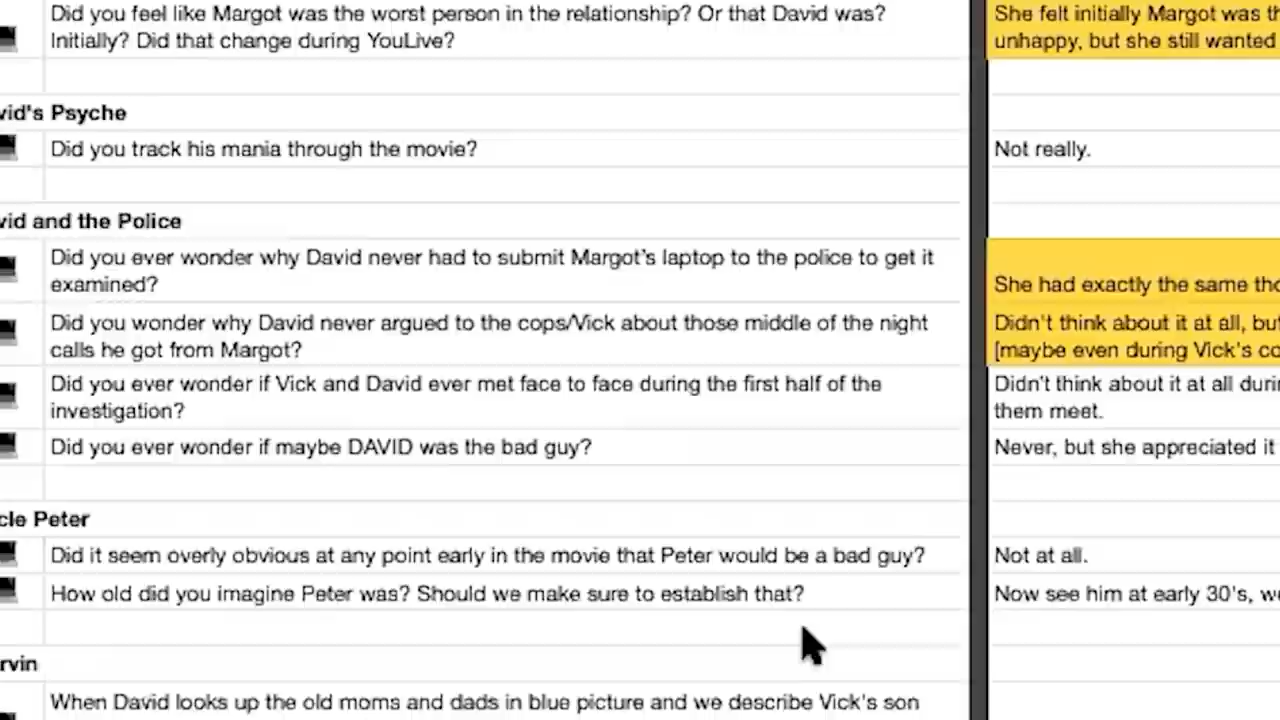 Did you feel like Margot was the worst person in the relationship? Or that David was?
Initially? Did that change during YouLive?
She felt initially Margot was th
unhappy, but she still wanted
vid's Psyche
Did you track his mania through the movie?
Not really.
vid and the Police
Did you ever wonder why David never had to submit Margot's laptop to the police to get it
examined?
She had exactly the same tho
Did you wonder why David never argued to the cops/Vick about those middle of the night
calls he got from Margot?
Didn't think about it at all, but
[maybe even during Vick's co
Did you ever wonder if Vick and David ever met face to face during the first half of the
investigation?
Didn't think about it at all duri
them meet.
Did you ever wonder if maybe DAVID was the bad guy?
Never, but she appreciated it
cle Peter
Did it seem overly obvious at any point early in the movie that Peter would be a bad guy?
Not at all.
How old did you imagine Peter was? Should we make sure to establish that?
Now see him at early 30's, we
rvin
When David looks up the old moms and dads in blue picture and we describe Vick's son